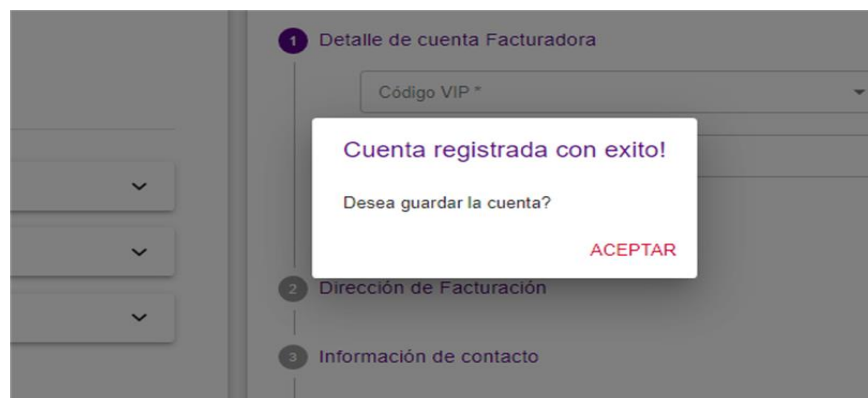 1 Detalle de cuenta Facturadora
Código VIP *
Cuenta registrada con exito!
Desea guardar la cuenta?
ACEPTAR
2 Dirección de Facturación
3 Información de contacto